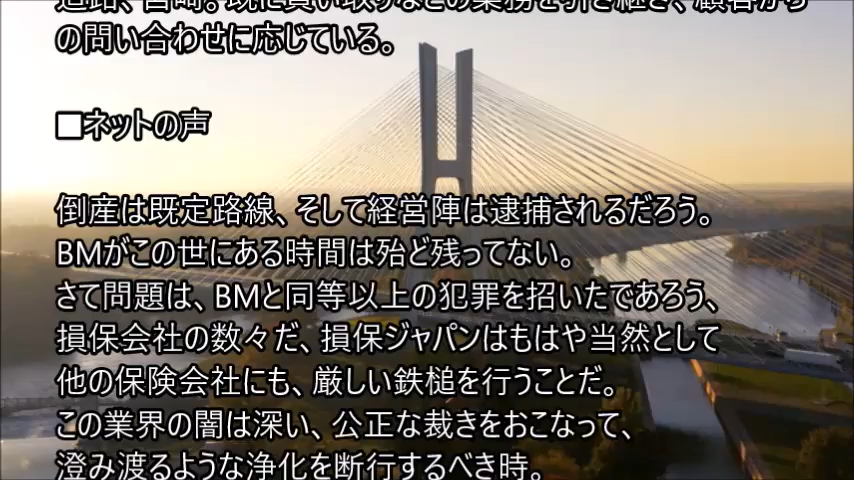 の問い合わせに応じている。
■ネットの声
倒産は既定路線、そして経営陣は逮捕されるだろう。
BMがこの世にある時間は殆ど残ってない。
さて問題は、BMと同等以上の犯罪を招いたであろう、
損保会社の数々だ、損保ジャパンはもはや当然として
他の保険会社にも、厳しい鉄槌を行うことだ。
この業界の闇は深い、公正な裁きをおこなって、
澄み渡るような浄化を断行するべき時。